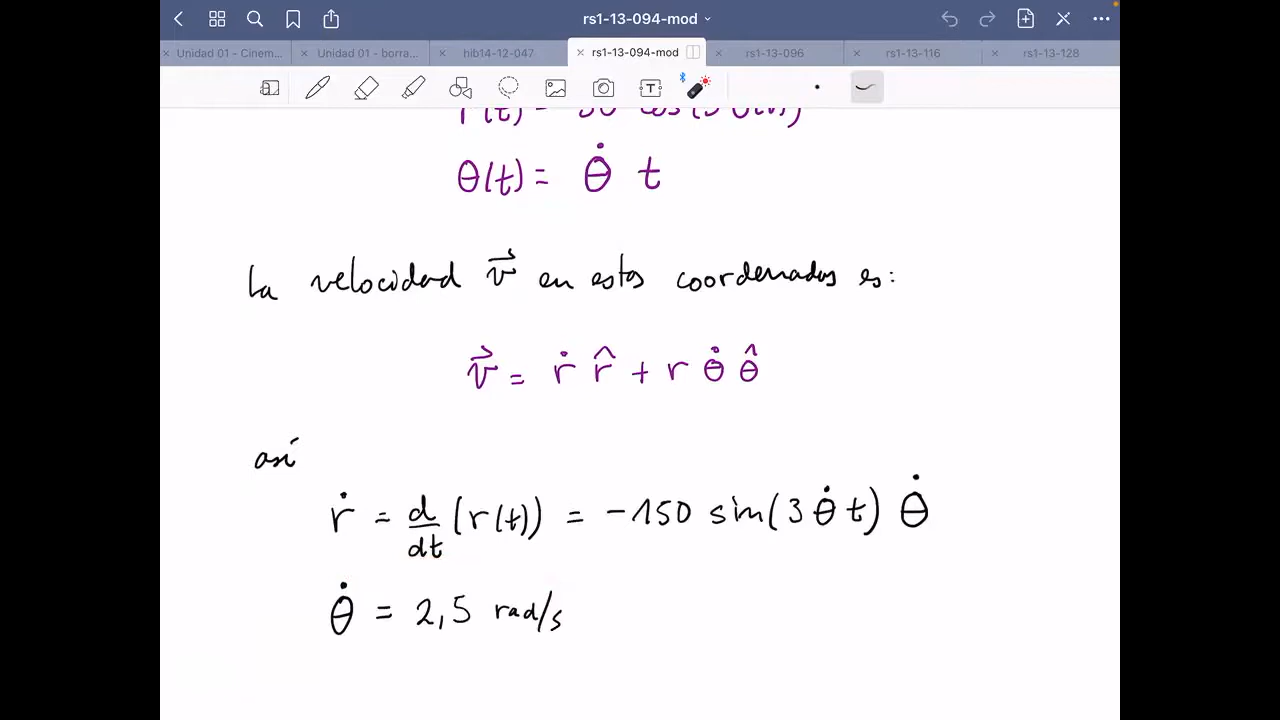 rs1-13-094-mod
Unidad 01 - Cinem...
Unidad 01 - borra...
hib14-12-047
rs1-13-094-mod
rs1-13-096
rs1-13-116
rs1-13-128
θ(t) = θ̇ t
La velocidad v⃗ en estas coordenadas es:
v⃗ = ṙ r̂ + r θ̇ θ̂
así
ṙ = d/dt (r(t)) = -150 sin(3 θ̇ t) θ̇
θ̇ = 2,5 rad/s